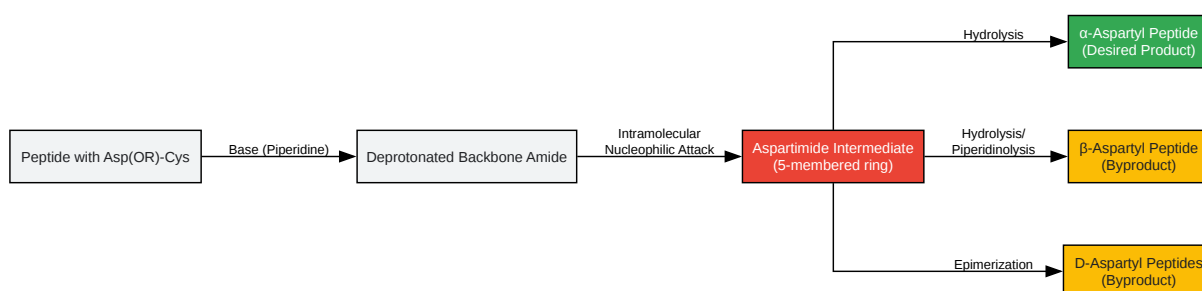 Peptide with Asp(OR)-Cys
Base (Piperidine)
Deprotonated Backbone Amide
Intramolecular
Nucleophilic Attack
Aspartimide Intermediate
(5-membered ring)
Hydrolysis
α-Aspartyl Peptide
(Desired Product)
Hydrolysis/
Piperidinolysis
β-Aspartyl Peptide
(Byproduct)
Epimerization
D-Aspartyl Peptides
(Byproduct)